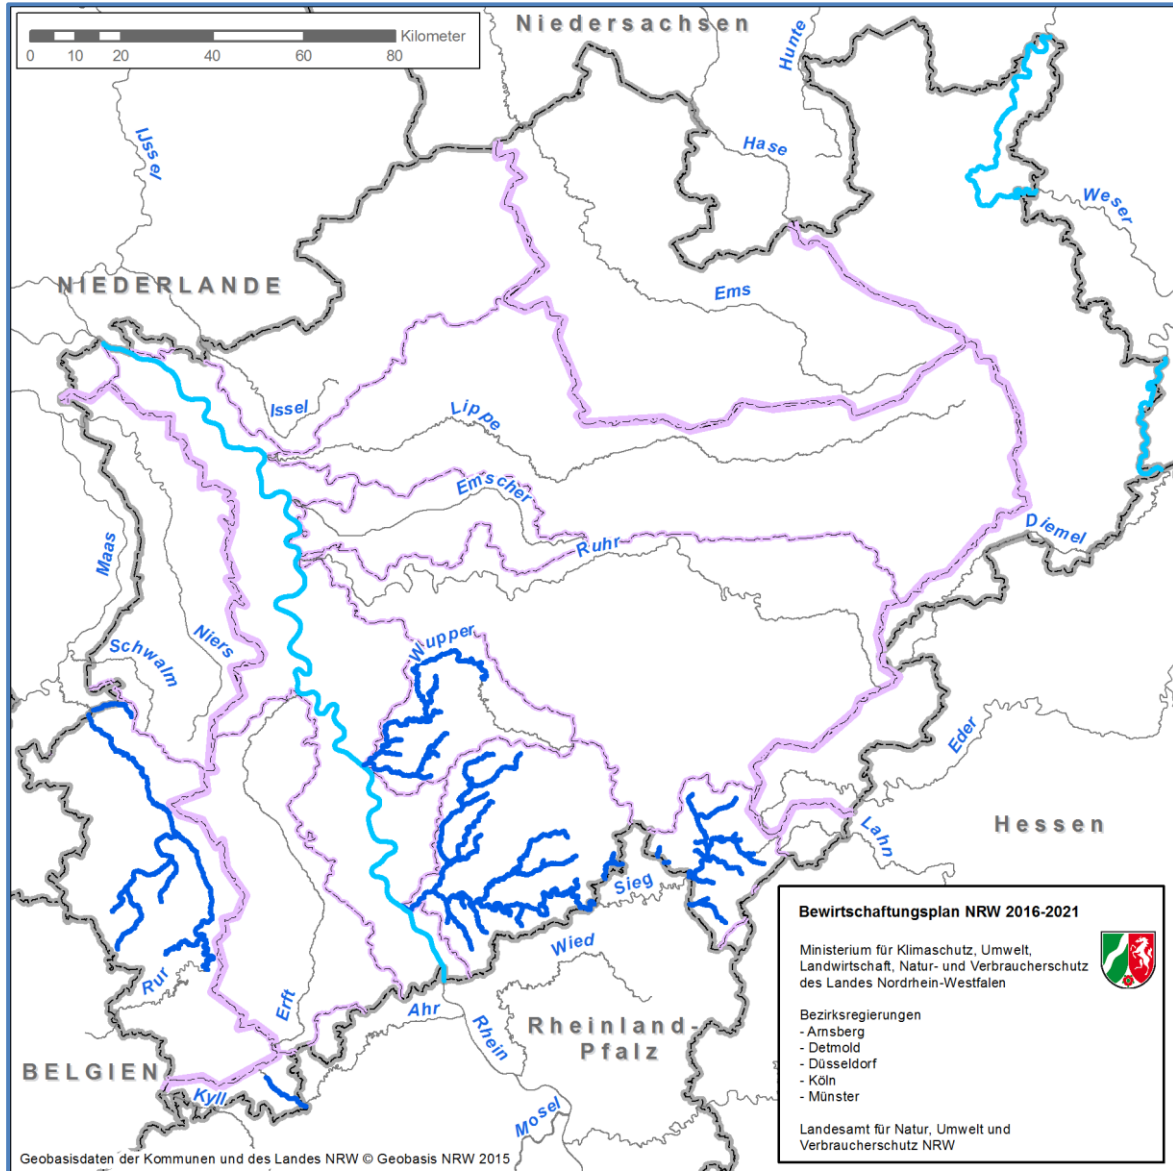 Niedersachsen
Kilometer
0 10 20 40 60 80
Hunte
IJssel
Hase
Weser
NIEDERLANDE
Ems
Issel
Lippe
Emscher
Diemel
Ruhr
Maas
Niers
Wupper
Schwalm
Eder
Hessen
Lahn
Sieg
Wied
Rur
Erft
Ahr
Rhein
Rheinland-
Pfalz
BELGIEN
Kyll
Mosel
Bewirtschaftungsplan NRW 2016-2021
Ministerium für Klimaschutz, Umwelt,
Landwirtschaft, Natur- und Verbraucherschutz
des Landes Nordrhein-Westfalen
Bezirksregierungen
- Arnsberg
- Detmold
- Düsseldorf
- Köln
- Münster
Landesamt für Natur, Umwelt und
Verbraucherschutz NRW
Geobasisdaten der Kommunen und des Landes NRW © Geobasis NRW 2015